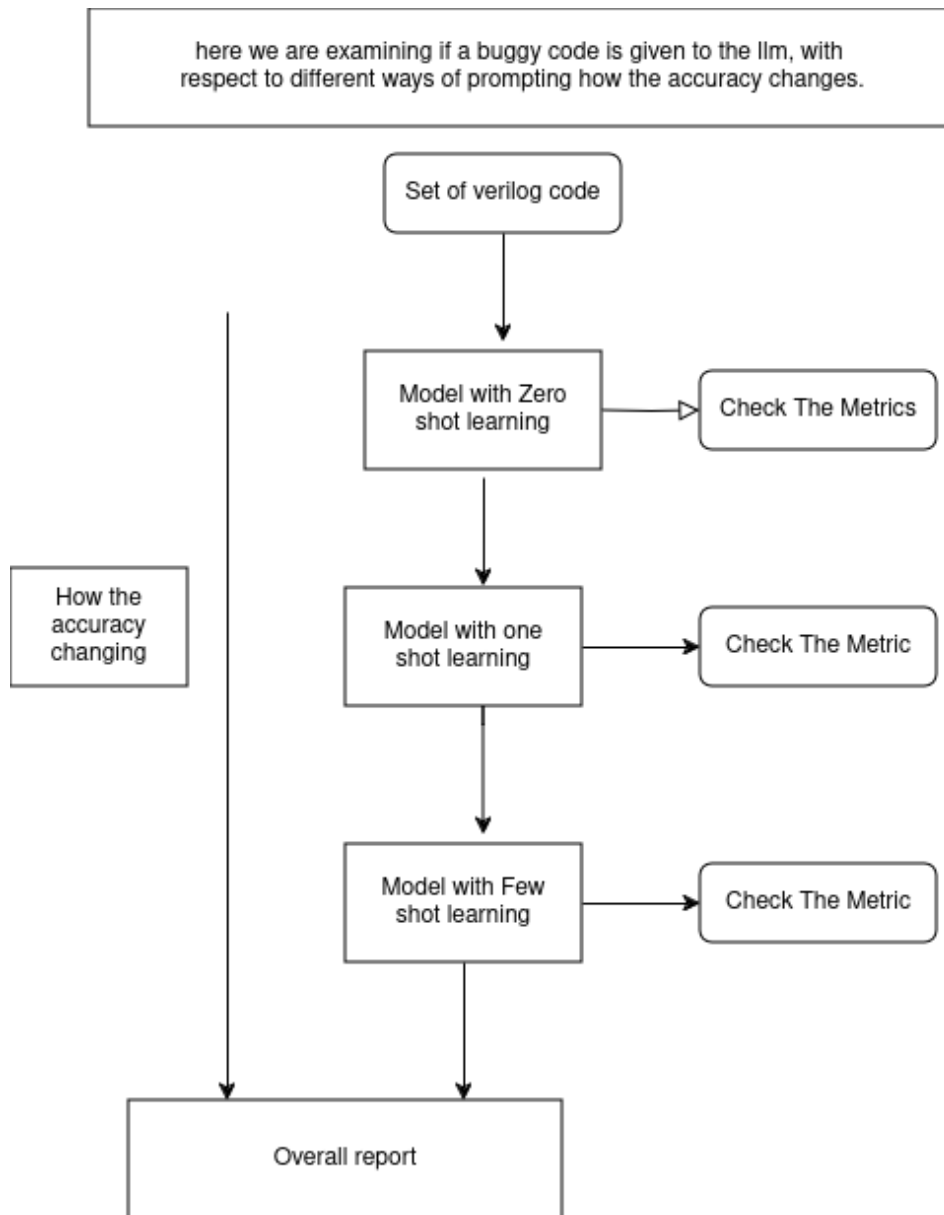 here we are examining if a buggy code is given to the llm, with
respect to different ways of prompting how the accuracy changes.
Set of verilog code
Model with Zero
shot learning
Check The Metrics
How the
accuracy
changing
Model with one
shot learning
Check The Metric
Model with Few
shot learning
Check The Metric
Overall report